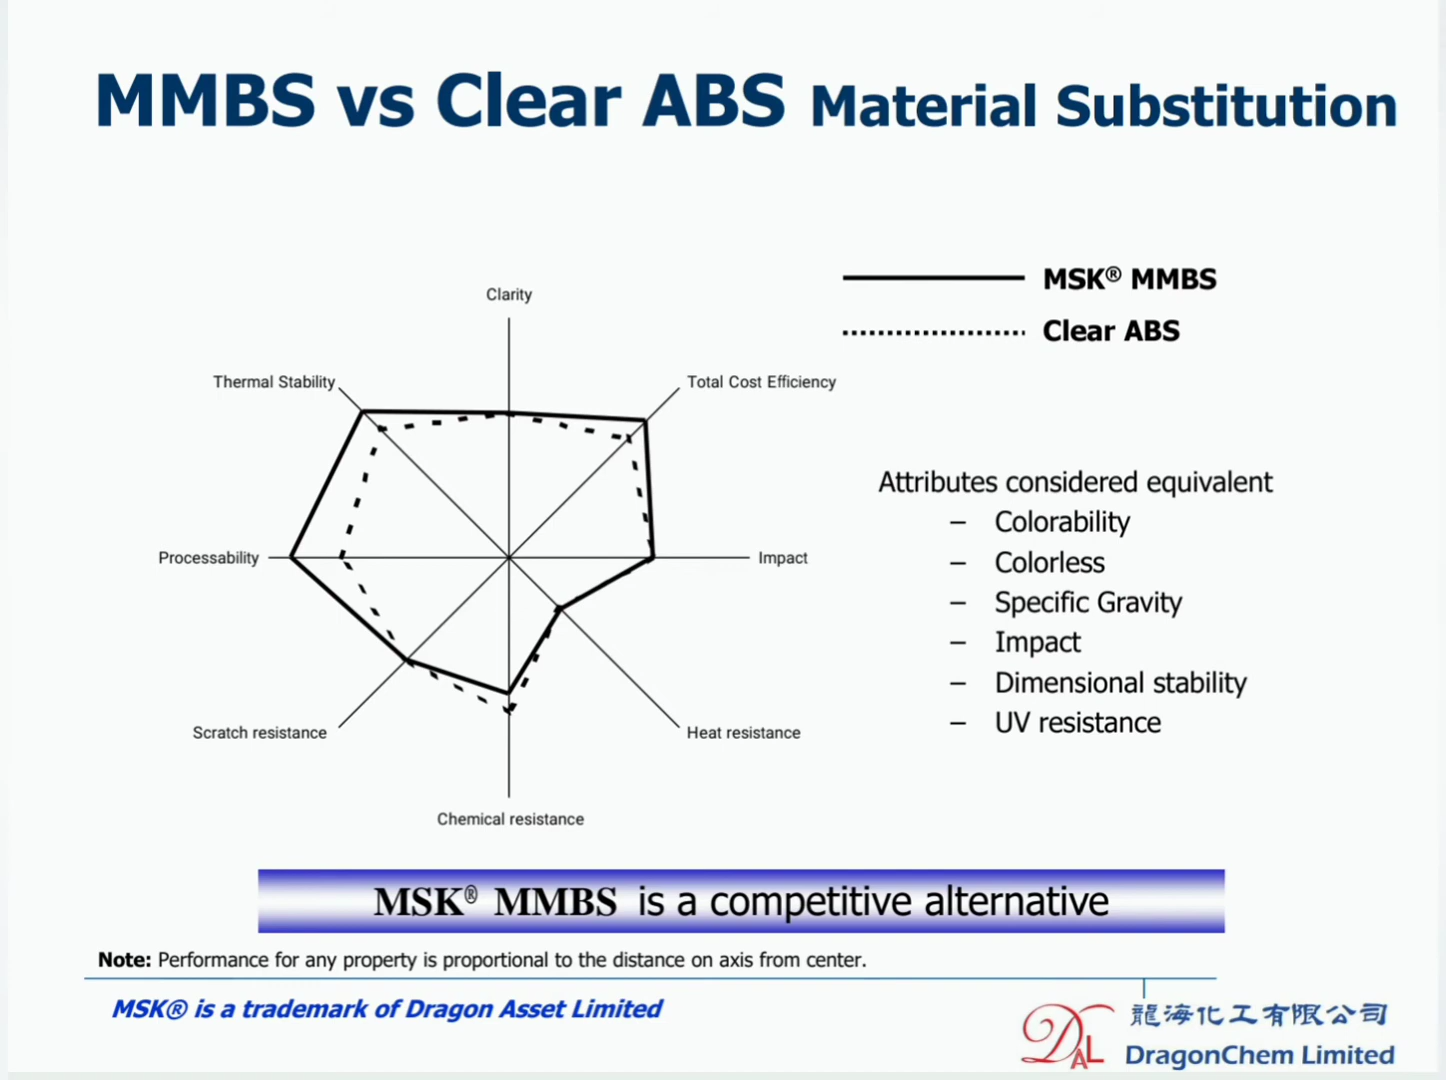 MMBS vs Clear ABS Material Substitution
MSK® MMBS
Clear ABS
Clarity
Thermal Stability
Total Cost Efficiency
Processability
Impact
Scratch resistance
Heat resistance
Chemical resistance
Attributes considered equivalent
– Colorability
– Colorless
– Specific Gravity
– Impact
– Dimensional stability
– UV resistance
MSK® MMBS is a competitive alternative
Note: Performance for any property is proportional to the distance on axis from center.
MSK® is a trademark of Dragon Asset Limited
DAL
龍海化工有限公司
DragonChem Limited